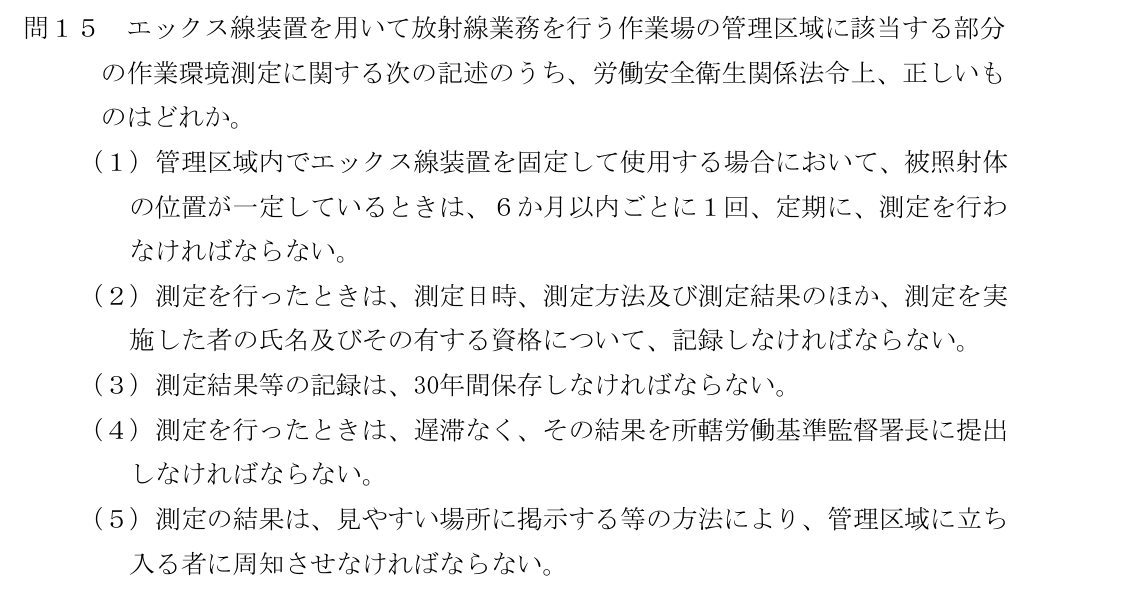 問１５　エックス線装置を用いて放射線業務を行う作業場の管理区域に該当する部分
の作業環境測定に関する次の記述のうち、労働安全衛生関係法令上、正しいも
のはどれか。
（１）管理区域内でエックス線装置を固定して使用する場合において、被照射体
の位置が一定しているときは、６か月以内ごとに１回、定期に、測定を行わ
なければならない。
（２）測定を行ったときは、測定日時、測定方法及び測定結果のほか、測定を実
施した者の氏名及びその有する資格について、記録しなければならない。
（３）測定結果等の記録は、30年間保存しなければならない。
（４）測定を行ったときは、遅滞なく、その結果を所轄労働基準監督署長に提出
しなければならない。
（５）測定の結果は、見やすい場所に掲示する等の方法により、管理区域に立ち
入る者に周知させなければならない。